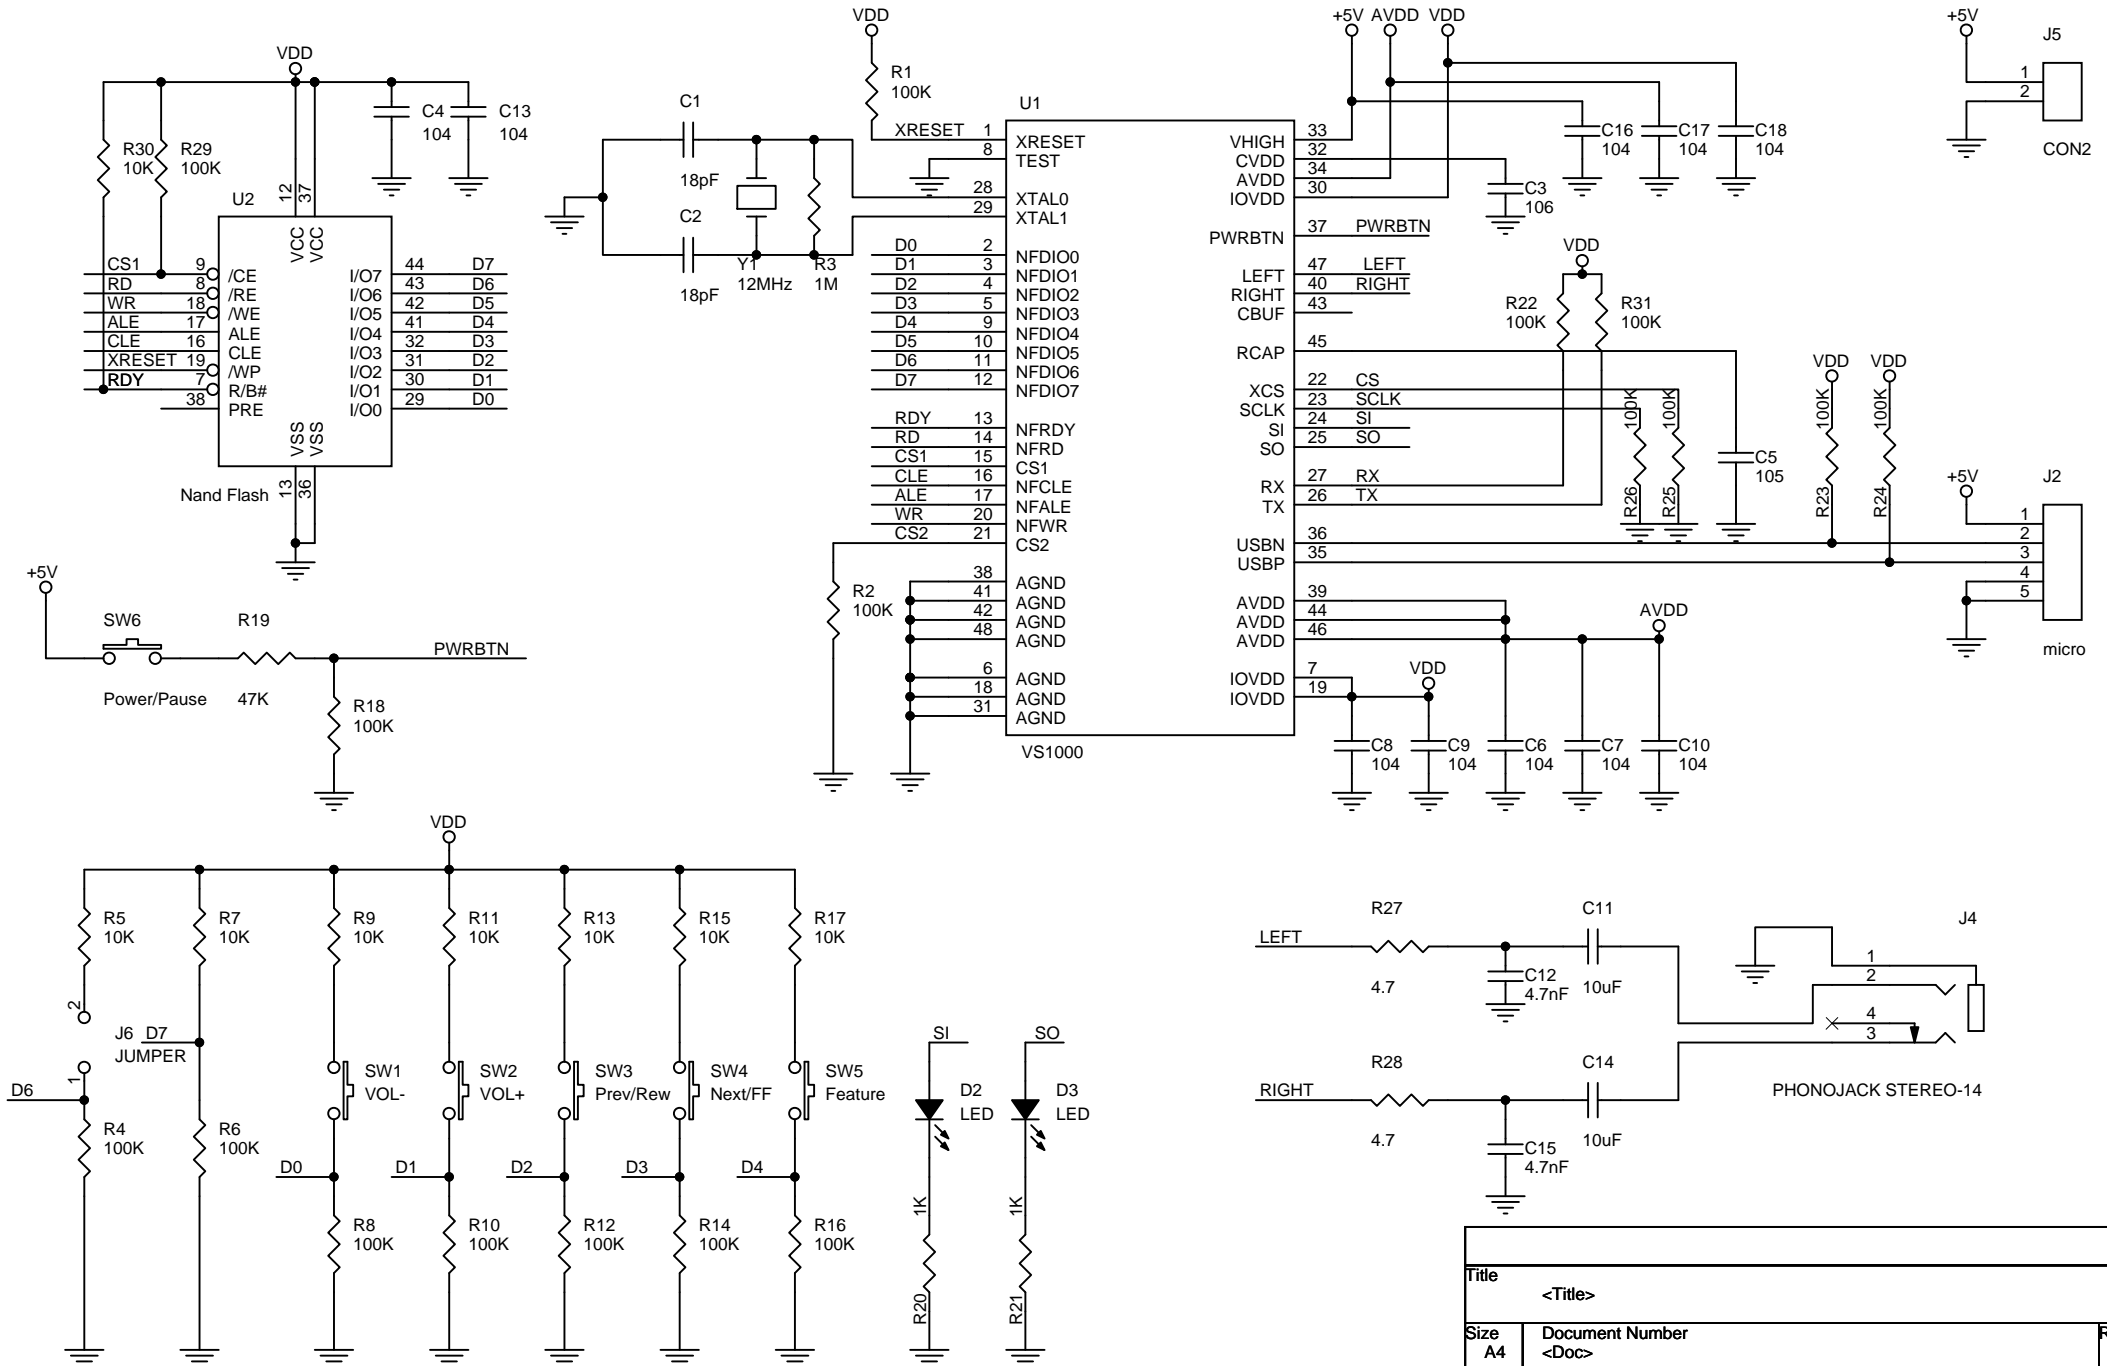 VDD
R30
10K
R29
100K
C4
104
C13
104
U2
12
37
VCC
VCC
CS1 9 /CE
RD 8 /RE
WR 18 /WE
ALE 17 ALE
CLE 16 CLE
XRESET 19 /WP
RDY 7 R/B#
38 PRE
I/O7 44 D7
I/O6 43 D6
I/O5 42 D5
I/O4 41 D4
I/O3 32 D3
I/O2 31 D2
I/O1 30 D1
I/O0 29 D0
VSS
VSS
13
36
Nand Flash
+5V
SW6
Power/Pause
R19
47K
PWRBTN
R18
100K
VDD
R1
100K
C1
18pF
C2
18pF
Y1
12MHz
R3
1M
U1
XRESET 1 XRESET
8 TEST
28 XTAL0
29 XTAL1
D0 2 NFDIO0
D1 3 NFDIO1
D2 4 NFDIO2
D3 5 NFDIO3
D4 9 NFDIO4
D5 10 NFDIO5
D6 11 NFDIO6
D7 12 NFDIO7
RDY 13 NFRDY
RD 14 NFRD
CS1 15 CS1
CLE 16 NFCLE
ALE 17 NFALE
WR 20 NFWR
CS2 21 CS2
38 AGND
41 AGND
42 AGND
48 AGND
6 AGND
18 AGND
31 AGND
R2
100K
VS1000
+5V AVDD VDD
VHIGH 33
CVDD 32
AVDD 34
IOVDD 30
PWRBTN 37 PWRBTN
LEFT 47 LEFT
RIGHT 40 RIGHT
CBUF 43
RCAP 45
XCS 22 CS
SCLK 23 SCLK
SI 24 SI
SO 25 SO
RX 27 RX
TX 26 TX
USBN 36
USBP 35
AVDD 39
AVDD 44
AVDD 46
IOVDD 7
IOVDD 19
C16
104
C17
104
C18
104
C3
106
VDD
R22
100K
R31
100K
100K
R26
100K
R25
C5
105
VDD
100K
R23
VDD
100K
R24
AVDD
VDD
C8
104
C9
104
C6
104
C7
104
C10
104
+5V
J5
1
2
CON2
+5V
J2
1
2
3
4
5
micro
VDD
R5
10K
R7
10K
R9
10K
R11
10K
R13
10K
R15
10K
R17
10K
2
J6
JUMPER
D7
1
D6
SW1
VOL-
SW2
VOL+
SW3
Prev/Rew
SW4
Next/FF
SW5
Feature
R4
100K
R6
100K
D0
D1
D2
D3
D4
R8
100K
R10
100K
R12
100K
R14
100K
R16
100K
SI
D2
LED
1K
R20
SO
D3
LED
1K
R21
LEFT
R27
4.7
C12
4.7nF
C11
10uF
RIGHT
R28
4.7
C15
4.7nF
C14
10uF
J4
1
2
4
3
PHONOJACK STEREO-14
Title
<Title>
Size
A4
Document Number
<Doc>